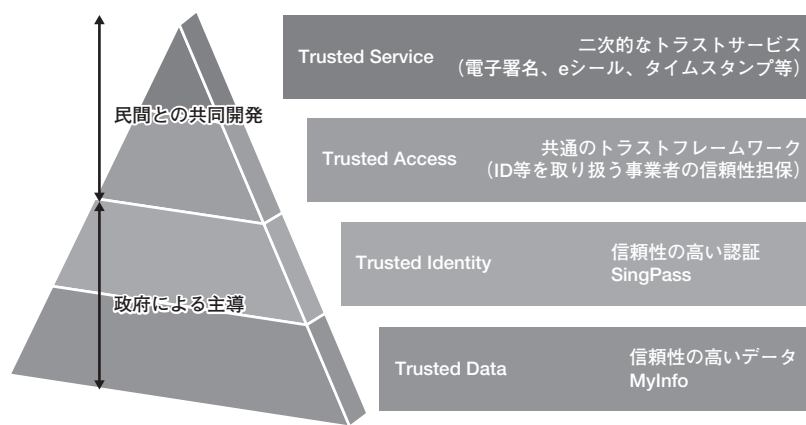 Trusted Service
二次的なトラストサービス
（電子署名、eシール、タイムスタンプ等）
民間との共同開発
Trusted Access
共通のトラストフレームワーク
（ID等を取り扱う事業者の信頼性担保）
Trusted Identity
信頼性の高い認証
SingPass
政府による主導
Trusted Data
信頼性の高いデータ
MyInfo